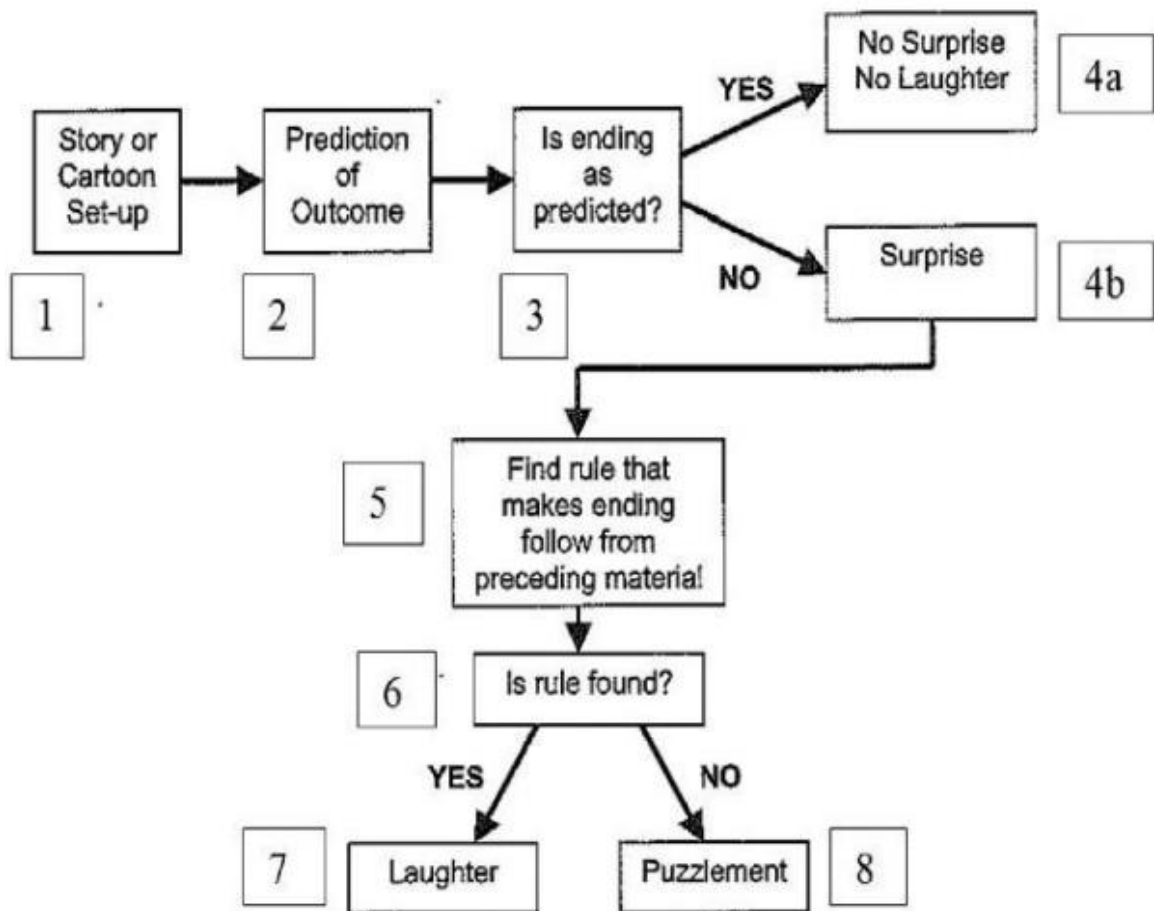 No Surprise
No Laughter
4a
YES
Story or
Cartoon
Set-up
Prediction
of
Outcome
Is ending
as
predicted?
1
2
3
NO
Surprise
4b
5
Find rule that
makes ending
follow from
preceding material
6
Is rule found?
YES
NO
7
Laughter
Puzzlement
8